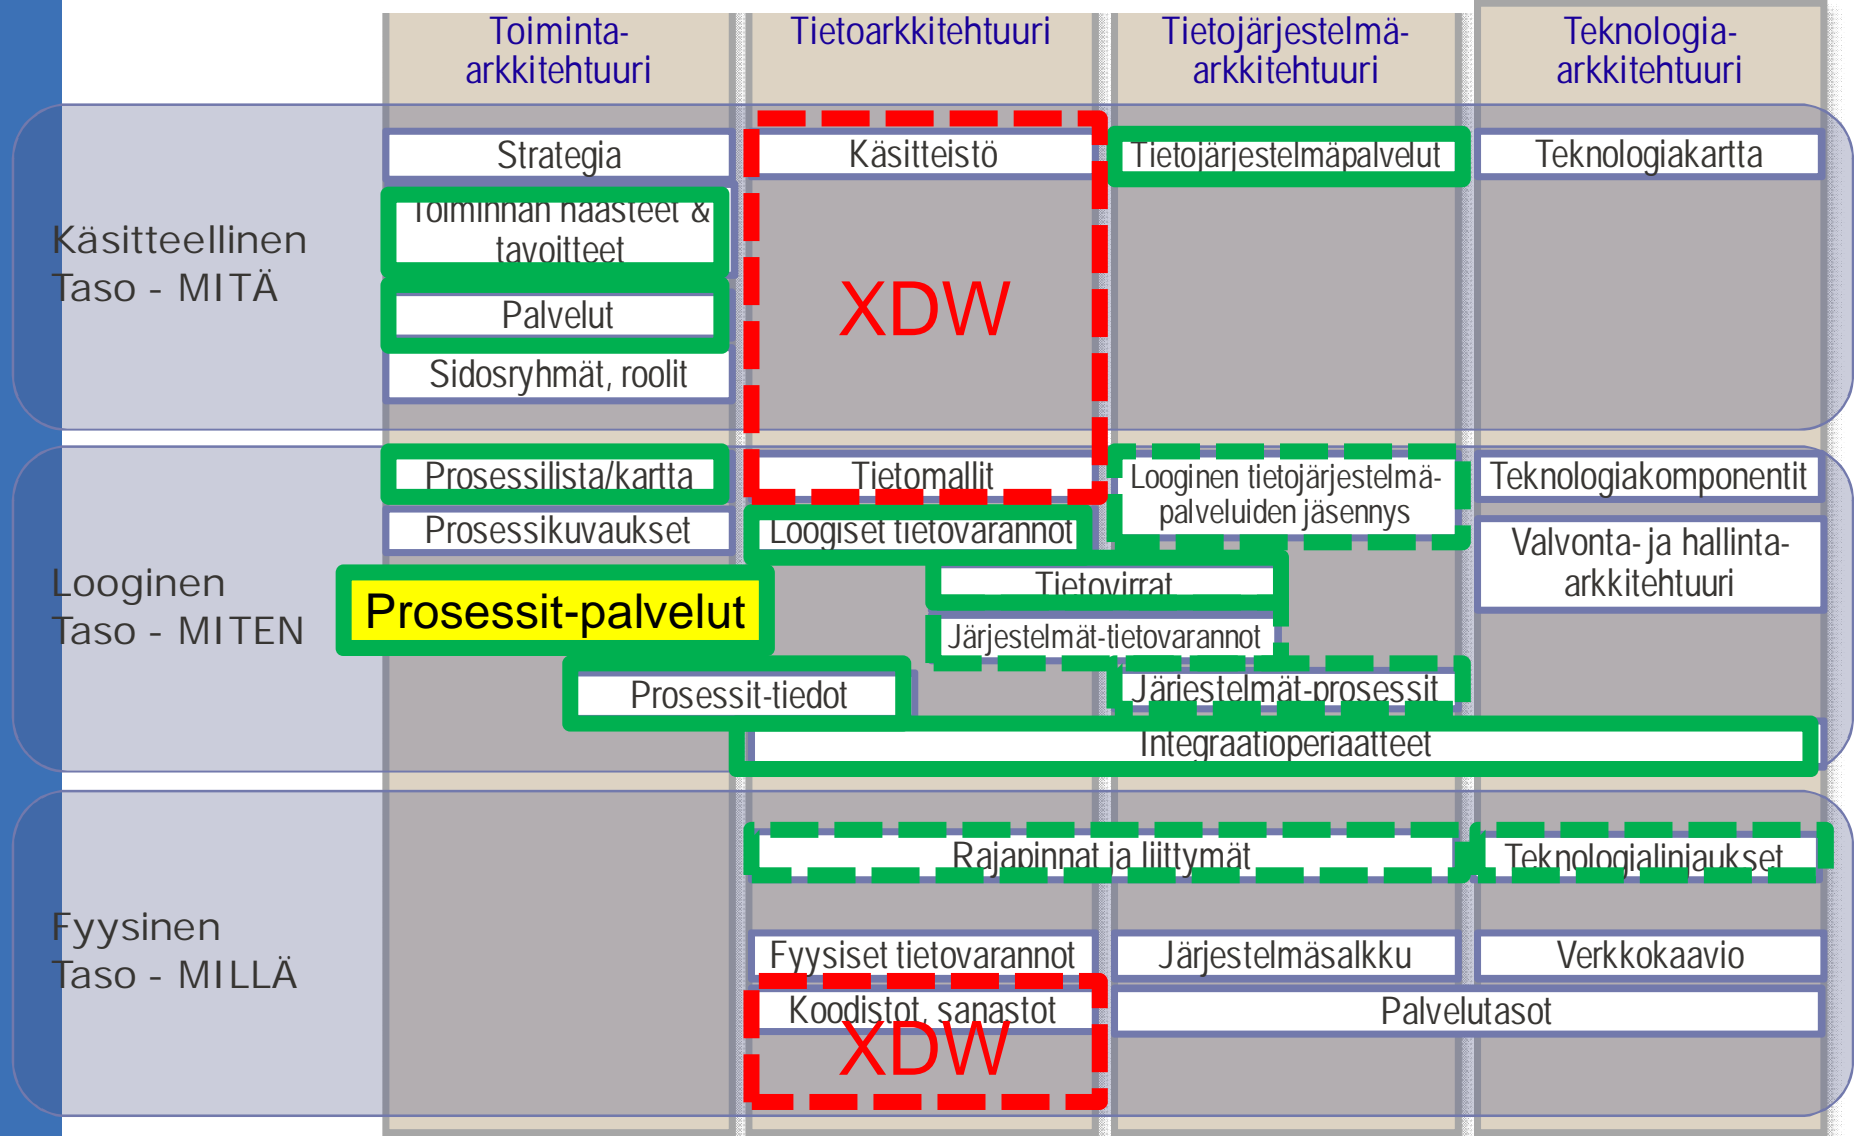 Toiminta-
arkkitehtuuri
Tietoarkkitehtuuri
Tietojärjestelmä-
arkkitehtuuri
Teknologia-
arkkitehtuuri
Käsitteellinen
Taso - MITÄ
Strategia
Käsitteistö
Tietojärjestelmäpalvelut
Teknologiakartta
Toiminnan haasteet &
tavoitteet
Palvelut
XDW
Sidosryhmät, roolit
Looginen
Taso - MITEN
Prosessilista/kartta
Tietomallit
Looginen tietojärjestelmä-
palveluiden jäsennys
Teknologiakomponentit
Prosessikuvaukset
Loogiset tietovarannot
Valvonta- ja hallinta-
arkkitehtuuri
Prosessit-palvelut
Tietovirrat
Järjestelmät-tietovarannot
Prosessit-tiedot
Järjestelmät-prosessit
Integraatioperiaatteet
Fyysinen
Taso - MILLÄ
Rajapinnat ja liittymät
Teknologialinjaukset
Fyysiset tietovarannot
Järjestelmäsalkku
Verkkokaavio
Koodistot, sanastot
Palvelutasot
XDW